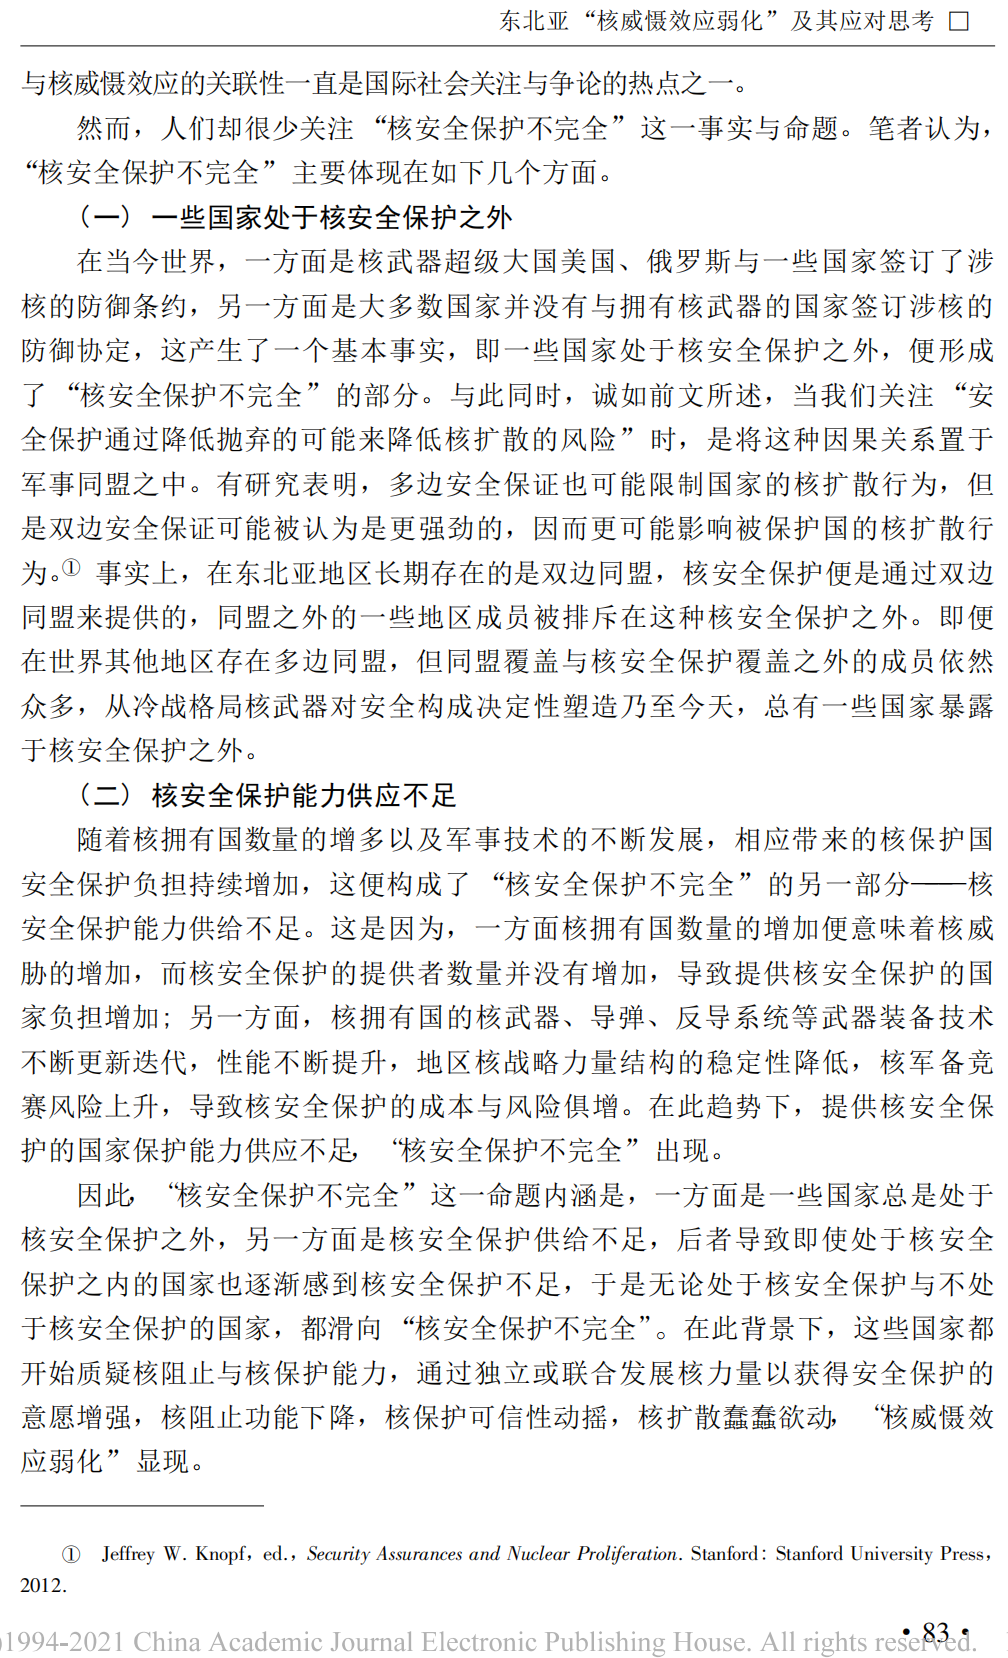 东北亚“核威慑效应弱化”及其应对思考 □
与核威慑效应的关联性一直是国际社会关注与争论的热点之一。
然而，人们却很少关注“核安全保护不完全”这一事实与命题。笔者认为，
“核安全保护不完全”主要体现在如下几个方面。
（一）一些国家处于核安全保护之外
在当今世界，一方面是核武器超级大国美国、俄罗斯与一些国家签订了涉
核的防御条约，另一方面是大多数国家并没有与拥有核武器的国家签订涉核的
防御协定，这产生了一个基本事实，即一些国家处于核安全保护之外，便形成
了“核安全保护不完全”的部分。与此同时，诚如前文所述，当我们关注“安
全保护通过降低抛弃的可能来降低核扩散的风险”时，是将这种因果关系置于
军事同盟之中。有研究表明，多边安全保证也可能限制国家的核扩散行为，但
是双边安全保证可能被认为是更强劲的，因而更可能影响被保护国的核扩散行
为。① 事实上，在东北亚地区长期存在的是双边同盟，核安全保护便是通过双边
同盟来提供的，同盟之外的一些地区成员被排斥在这种核安全保护之外。即便
在世界其他地区存在多边同盟，但同盟覆盖与核安全保护覆盖之外的成员依然
众多，从冷战格局核武器对安全构成决定性塑造乃至今天，总有一些国家暴露
于核安全保护之外。
（二）核安全保护能力供应不足
随着核拥有国数量的增多以及军事技术的不断发展，相应带来的核保护国
安全保护负担持续增加，这便构成了“核安全保护不完全”的另一部分——核
安全保护能力供给不足。这是因为，一方面核拥有国数量的增加便意味着核威
胁的增加，而核安全保护的提供者数量并没有增加，导致提供核安全保护的国
家负担增加；另一方面，核拥有国的核武器、导弹、反导系统等武器装备技术
不断更新迭代，性能不断提升，地区核战略力量结构的稳定性降低，核军备竞
赛风险上升，导致核安全保护的成本与风险俱增。在此趋势下，提供核安全保
护的国家保护能力供应不足，“核安全保护不完全”出现。
因此，“核安全保护不完全”这一命题内涵是，一方面是一些国家总是处于
核安全保护之外，另一方面是核安全保护供给不足，后者导致即使处于核安全
保护之内的国家也逐渐感到核安全保护不足，于是无论处于核安全保护与不处
于核安全保护的国家，都滑向“核安全保护不完全”。在此背景下，这些国家都
开始质疑核阻止与核保护能力，通过独立或联合发展核力量以获得安全保护的
意愿增强，核阻止功能下降，核保护可信性动摇，核扩散蠢蠢欲动，“核威慑效
应弱化”显现。
① Jeffrey W. Knopf, ed., Security Assurances and Nuclear Proliferation. Stanford: Stanford University Press,
2012.
·83·
)1994-2021 China Academic Journal Electronic Publishing House. All rights reserved.